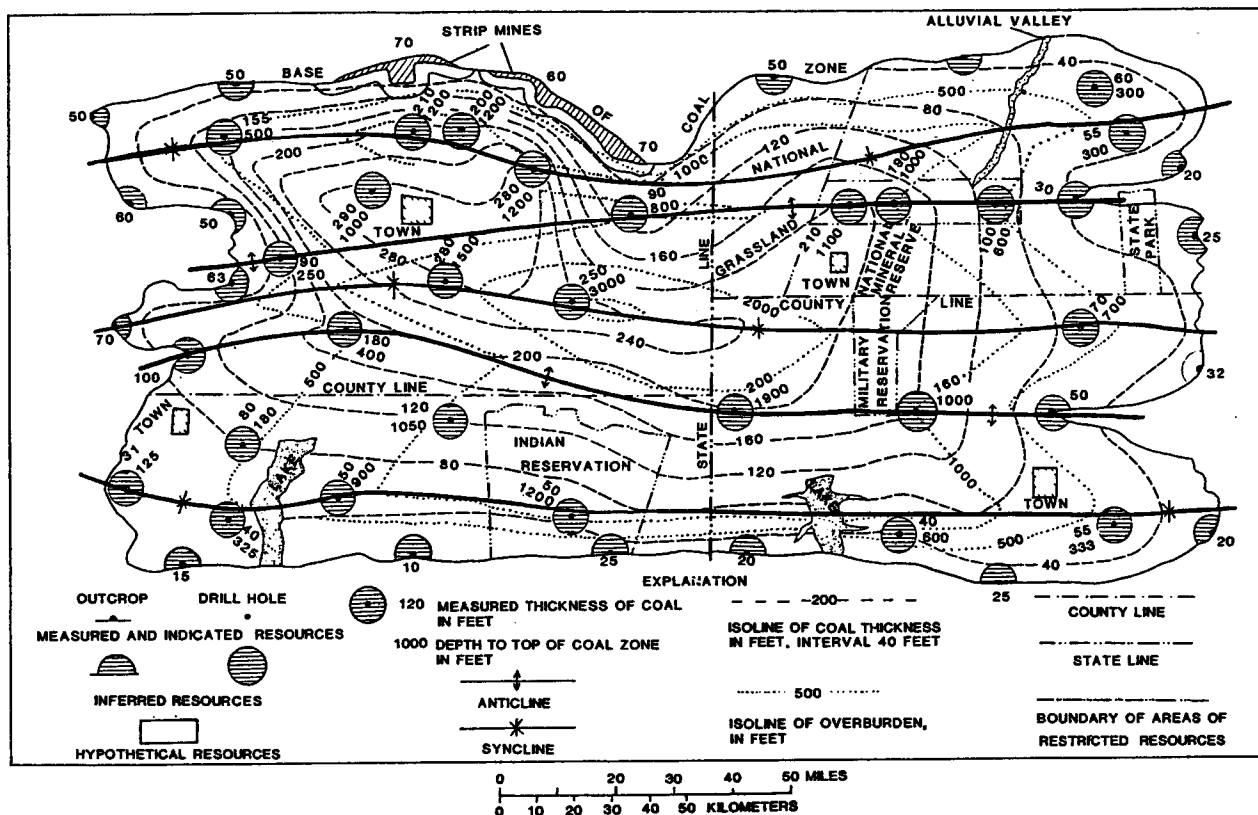 ALLUVIAL VALLEY
STRIP MINES
70
BASE
60
OF
COAL
ZONE
50
50
50
40
60
300
500
80
155
500
210
1200
200
1200
70
1000
120
NATIONAL
190
1000
55
300
20
200
280
1200
90
800
30
STATE
PARK
60
50
290
1000
TOWN
GRASSLAND
210
1100
100
600
25
160
LINE
TOWN
NATIONAL
MINERAL
RESERVE
63
90
250
280
180
500
250
3000
2000
COUNTY
LINE
70
700
70
180
400
240
MILITARY
RESERVATION
100
500
200
200
1900
160
1000
32
COUNTY LINE
50
TOWN
80
180
120
1050
INDIAN
RESERVATION
STATE
160
120
31
125
LAKE
80
50
900
50
1200
1000
TOWN
LAKE
40
325
40
600
500
55
333
20
15
10
25
20
40
25
EXPLANATION
OUTCROP
DRILL HOLE
MEASURED AND INDICATED RESOURCES
INFERRED RESOURCES
HYPOTHETICAL RESOURCES
120 MEASURED THICKNESS OF COAL
IN FEET
1000 DEPTH TO TOP OF COAL ZONE
IN FEET
ANTICLINE
SYNCLINE
200
ISOLINE OF COAL THICKNESS
IN FEET, INTERVAL 40 FEET
500
ISOLINE OF OVERBURDEN,
IN FEET
COUNTY LINE
STATE LINE
BOUNDARY OF AREAS OF
RESTRICTED RESOURCES
0 20 40 50 MILES
0 10 20 30 40 50 KILOMETERS